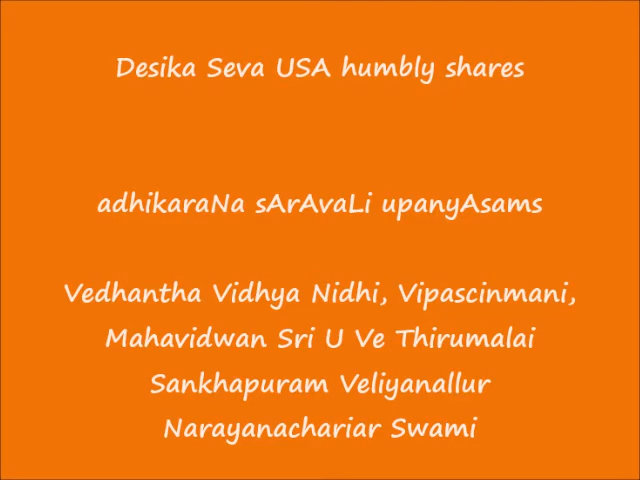 Desika Seva USA humbly shares
adhikaraNa sArAvaLi upanyAsams
Vedhantha Vidhya Nidhi, Vipascinmani,
Mahavidwan Sri U Ve Thirumalai
Sankhapuram Veliyanallur
Narayanachariar Swami